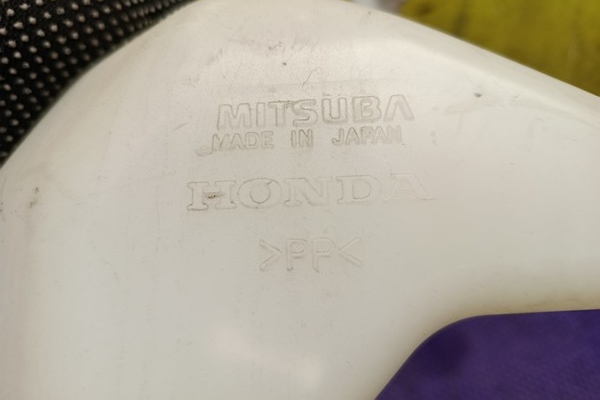 MITSUBA
MADE IN JAPAN
HONDA
>PP<